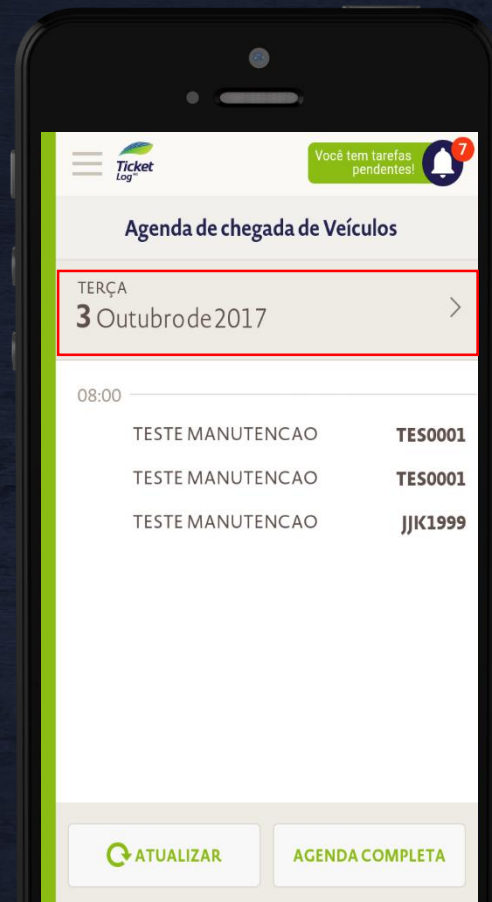 Ticket
Log
Você tem tarefas
pendentes!
7
Agenda de chegada de Veículos
TERÇA
3 Outubro de 2017
08:00
TESTE MANUTENCAO TES0001
TESTE MANUTENCAO TES0001
TESTE MANUTENCAO JJK1999
ATUALIZAR
AGENDA COMPLETA